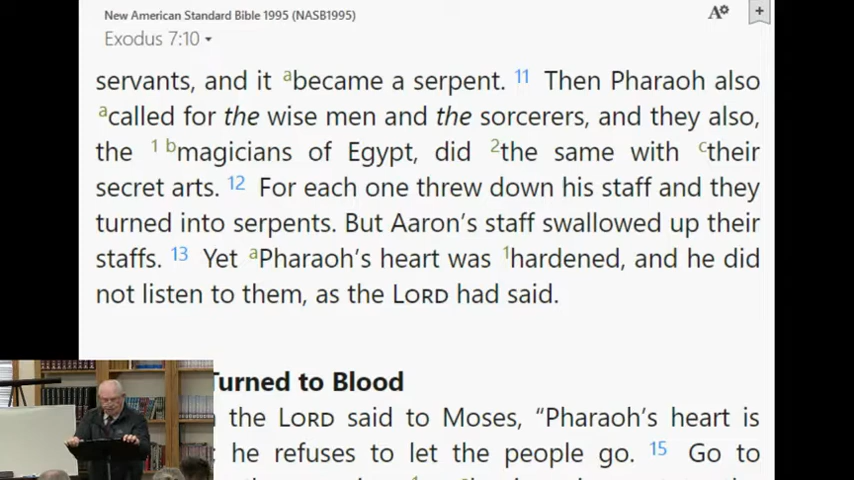 New American Standard Bible 1995 (NASB1995)
Exodus 7:10
servants, and it a became a serpent. 11 Then Pharaoh also
a called for the wise men and the sorcerers, and they also,
the 1 b magicians of Egypt, did 2 the same with c their
secret arts. 12 For each one threw down his staff and they
turned into serpents. But Aaron’s staff swallowed up their
staffs. 13 Yet a Pharaoh’s heart was 1 hardened, and he did
not listen to them, as the LORD had said.
Turned to Blood
the LORD said to Moses, “Pharaoh’s heart is
he refuses to let the people go. 15 Go to